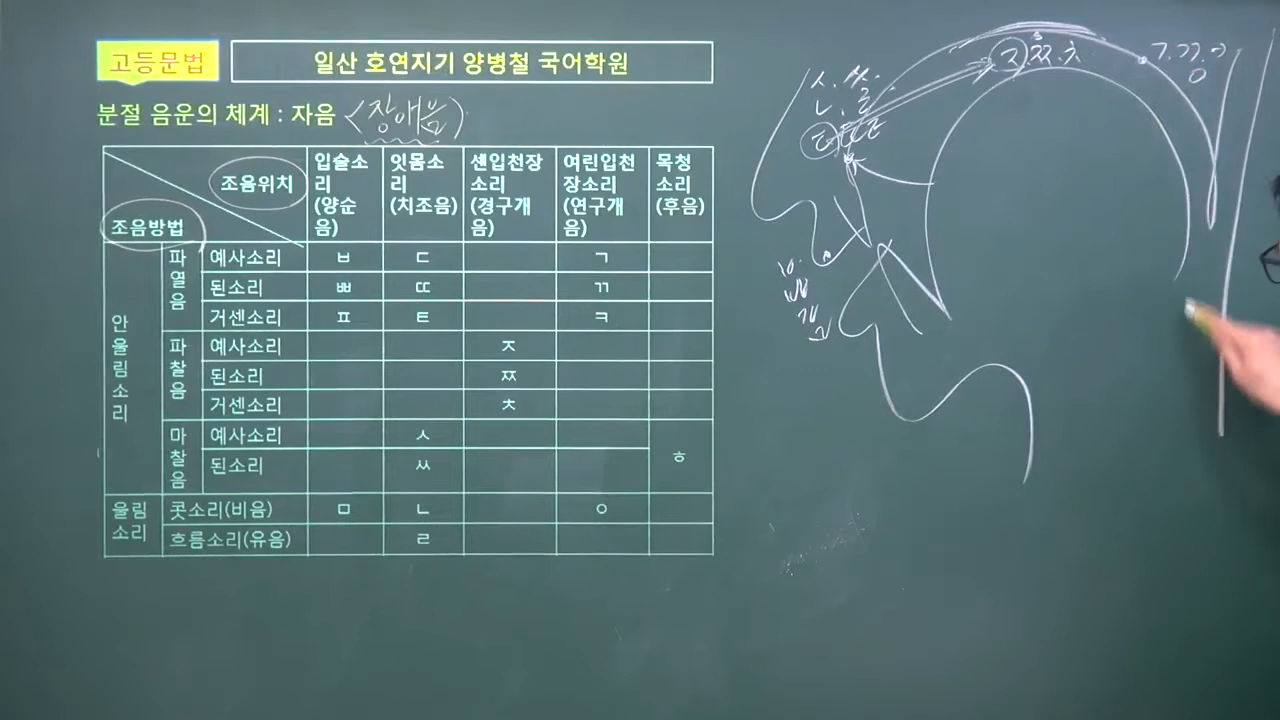 고등문법
일산 호연지기 양병철 국어학원
분절 음운의 체계 : 자음 <장애음>
조음위치
조음방법
입술소리 (양순음)
잇몸소리 (치조음)
센입천장소리 (경구개음)
여린입천장소리 (연구개음)
목청소리 (후음)
안울림소리
파열음
예사소리 ㅂ ㄷ ㄱ
된소리 ㅃ ㄸ ㄲ
거센소리 ㅍ ㅌ ㅋ
파찰음
예사소리 ㅈ
된소리 ㅉ
거센소리 ㅊ
마찰음
예사소리 ㅅ
된소리 ㅆ
ㅎ
울림소리
콧소리(비음) ㅁ ㄴ ㅇ
흐름소리(유음) ㄹ
ㅈ ㅉ ㅊ
ㄱ ㄲ ㅋ
ㅇ
ㅅ ㅆ
ㄴ ㄹ
ㄷ ㄸ ㅌ